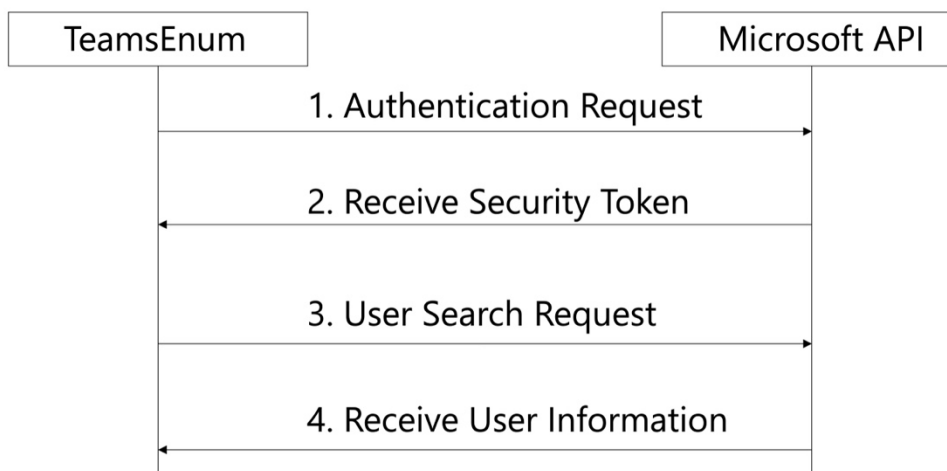 TeamsEnum
Microsoft API
1. Authentication Request
2. Receive Security Token
3. User Search Request
4. Receive User Information